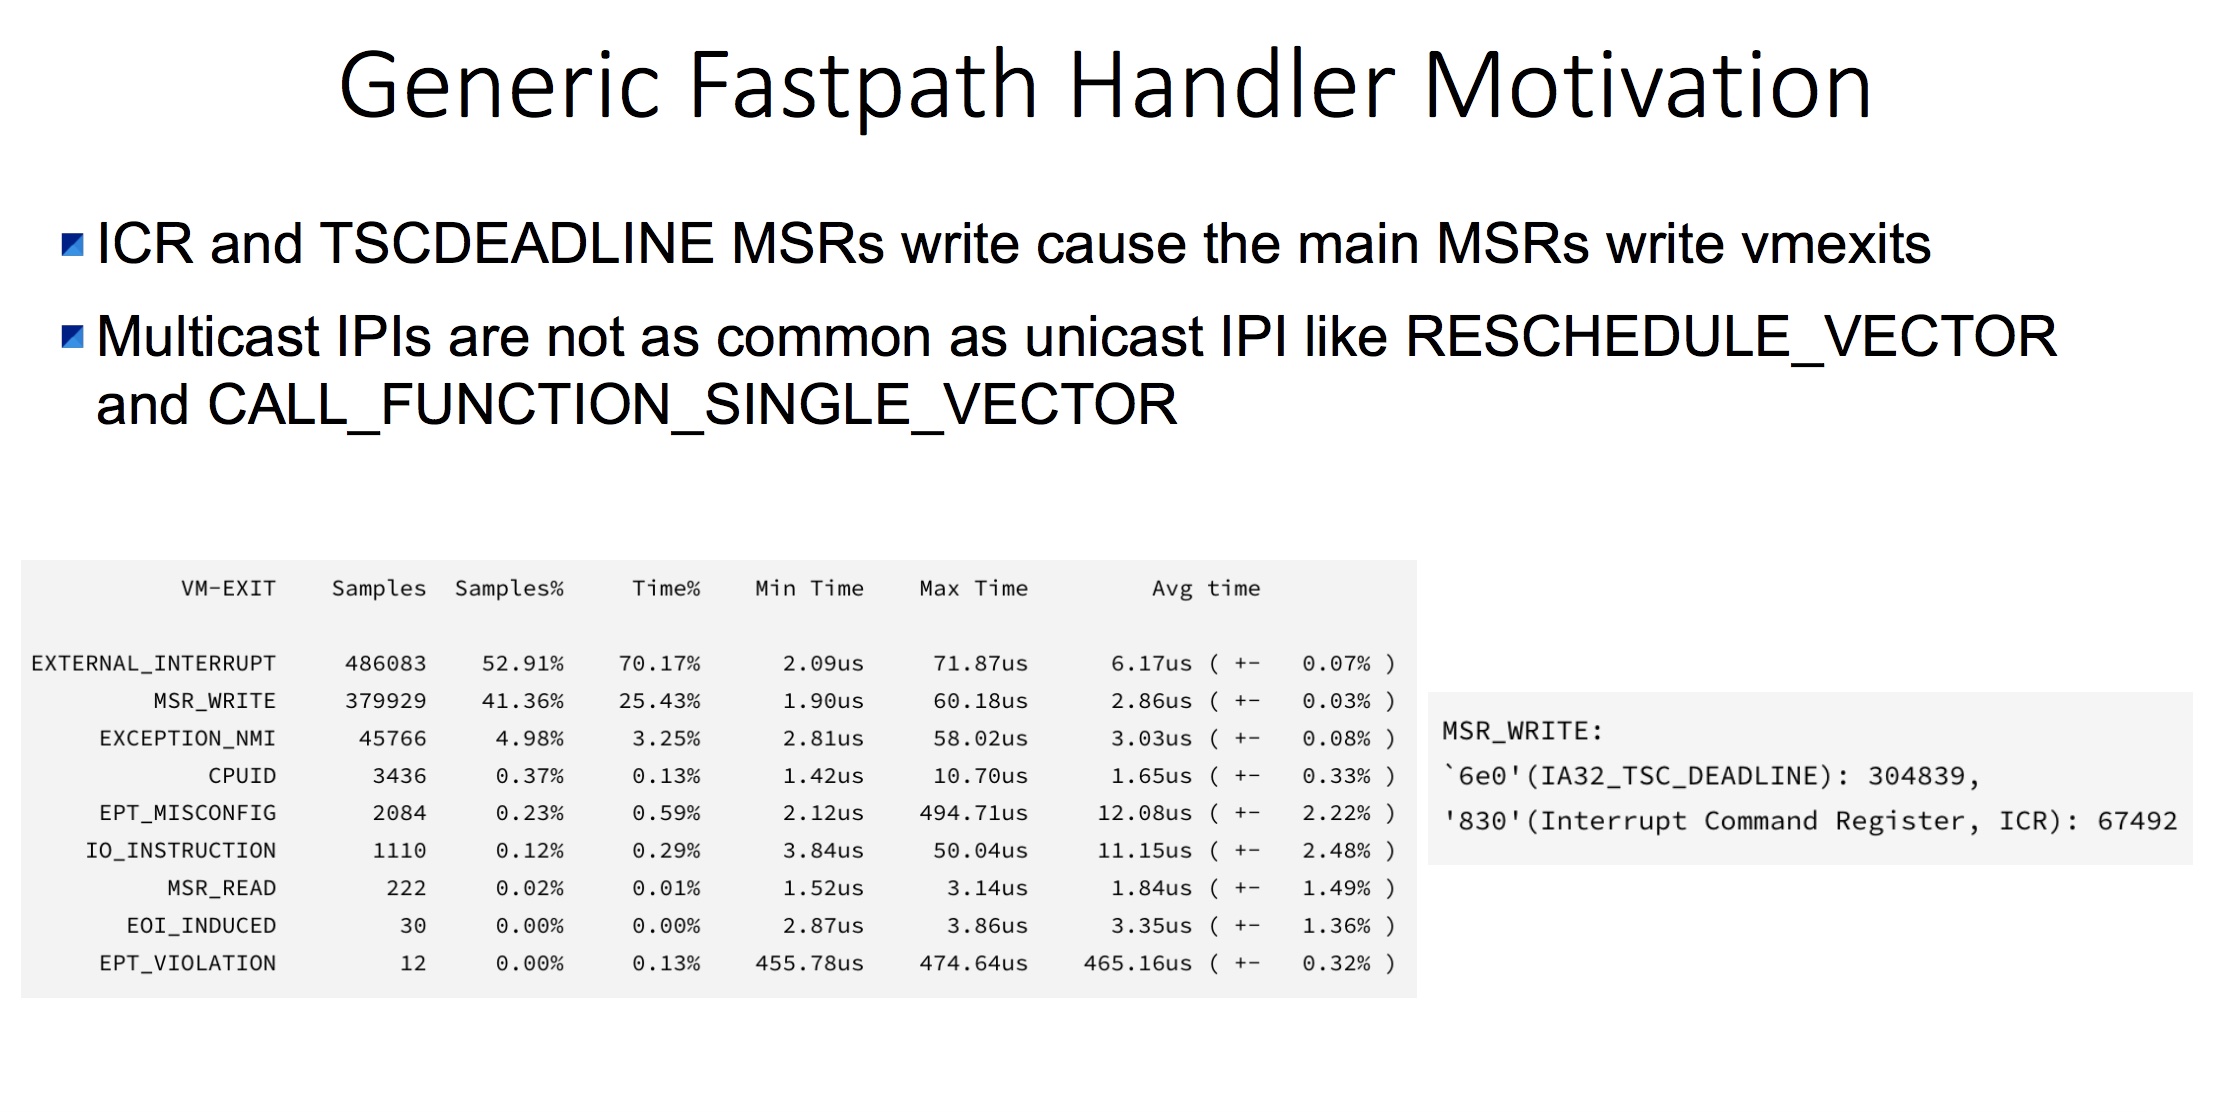 Generic Fastpath Handler Motivation
ICR and TSCDEADLINE MSRs write cause the main MSRs write vmexits
Multicast IPIs are not as common as unicast IPI like RESCHEDULE_VECTOR
and CALL_FUNCTION_SINGLE_VECTOR
VM-EXIT Samples Samples% Time% Min Time Max Time Avg time
EXTERNAL_INTERRUPT 486083 52.91% 70.17% 2.09us 71.87us 6.17us ( +- 0.07% )
MSR_WRITE 379929 41.36% 25.43% 1.90us 60.18us 2.86us ( +- 0.03% )
EXCEPTION_NMI 45766 4.98% 3.25% 2.81us 58.02us 3.03us ( +- 0.08% )
CPUID 3436 0.37% 0.13% 1.42us 10.70us 1.65us ( +- 0.33% )
EPT_MISCONFIG 2084 0.23% 0.59% 2.12us 494.71us 12.08us ( +- 2.22% )
IO_INSTRUCTION 1110 0.12% 0.29% 3.84us 50.04us 11.15us ( +- 2.48% )
MSR_READ 222 0.02% 0.01% 1.52us 3.14us 1.84us ( +- 1.49% )
EOI_INDUCED 30 0.00% 0.00% 2.87us 3.86us 3.35us ( +- 1.36% )
EPT_VIOLATION 12 0.00% 0.13% 455.78us 474.64us 465.16us ( +- 0.32% )
MSR_WRITE:
`6e0'(IA32_TSC_DEADLINE): 304839,
'830'(Interrupt Command Register, ICR): 67492